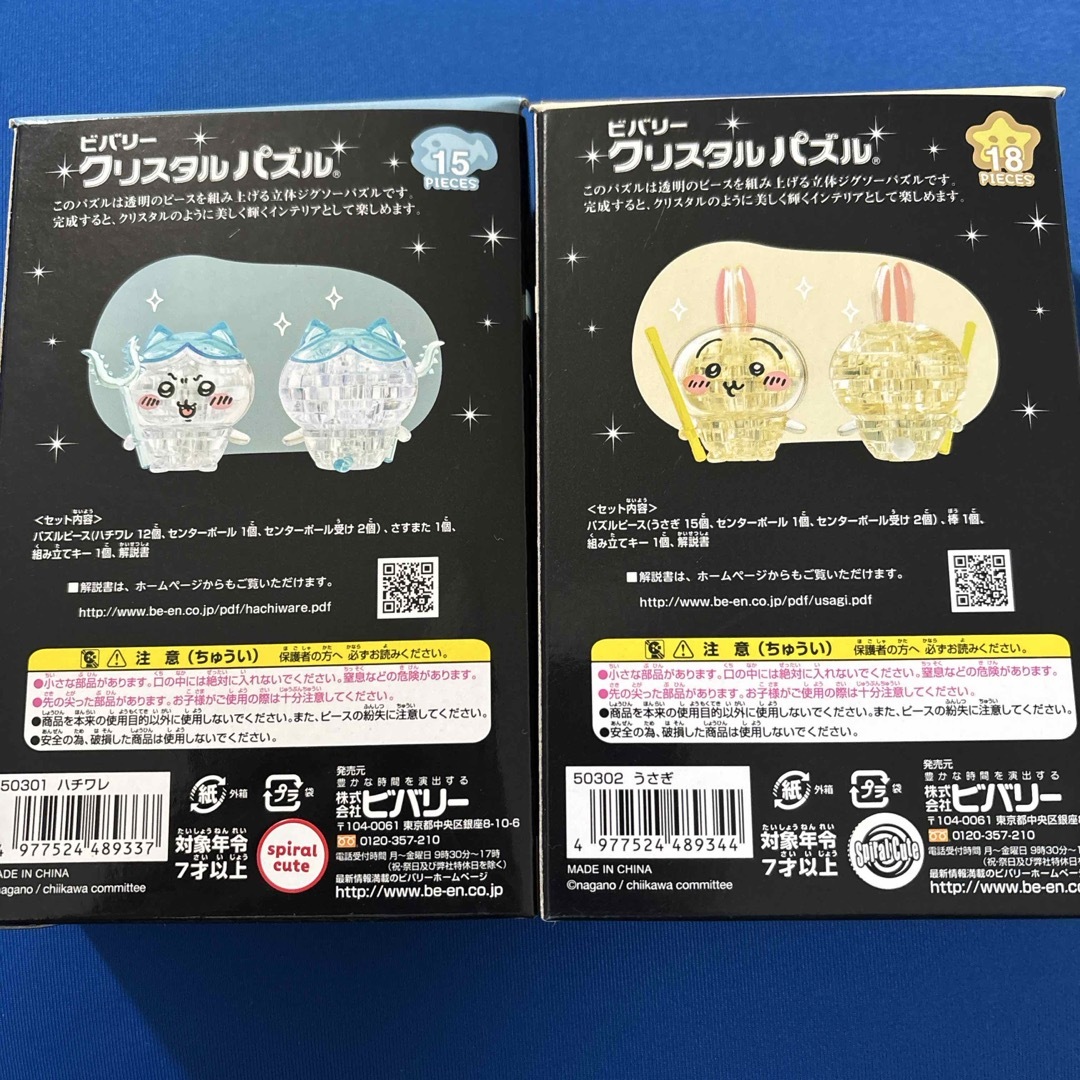 ビバリー
クリスタルパズル®
15
PIECES
このパズルは透明のピースを組み上げる立体ジグソーパズルです。
完成すると、クリスタルのように美しく輝くインテリアとして楽しめます。
<セット内容>
パズルピース(ハチワレ 12個、センターポール 1個、センターポール受け 2個)、さすまた 1個、
組み立てキー 1個、解説書
■解説書は、ホームページからもご覧いただけます。
http://www.be-en.co.jp/pdf/hachiware.pdf
注意(ちゅうい) 保護者の方へ 必ずお読みください。
●小さな部品があります。口の中には絶対に入れないでください。窒息などの危険があります。
●先の尖った部品があります。お子様がご使用の際は十分注意してください。
●商品を本来の使用目的以外に使用しないでください。また、ピースの紛失に注意してください。
●安全の為、破損した商品は使用しないでください。
50301 ハチワレ
4 977524 489337
紙 外箱
プラ 袋
対象年令
7才以上
spiral
cute
発売元
豊かな時間を演出する
株式会社ビバリー
〒104-0061 東京都中央区銀座8-10-6
0120-357-210
電話受付時間 月〜金曜日 9時30分〜17時
(祝・祭日及び弊社特休日を除く)
最新情報満載のビバリーホームページ
http://www.be-en.co.jp
MADE IN CHINA
©nagano / chiikawa committee
ビバリー
クリスタルパズル®
18
PIECES
このパズルは透明のピースを組み上げる立体ジグソーパズルです。
完成すると、クリスタルのように美しく輝くインテリアとして楽しめます。
<セット内容>
パズルピース(うさぎ 15個、センターポール 1個、センターポール受け 2個)、棒 1個、
組み立てキー 1個、解説書
■解説書は、ホームページからもご覧いただけます。
http://www.be-en.co.jp/pdf/usagi.pdf
注意(ちゅうい) 保護者の方へ 必ずお読みください。
●小さな部品があります。口の中には絶対に入れないでください。窒息などの危険があります。
●先の尖った部品があります。お子様がご使用の際は十分注意してください。
●商品を本来の使用目的以外に使用しないでください。また、ピースの紛失に注意してください。
●安全の為、破損した商品は使用しないでください。
50302 うさぎ
4 977524 489344
紙 外箱
プラ 袋
対象年令
7才以上
Spiral Cute
発売元
豊かな時間を演出する
株式会社ビバリー
〒104-0061 東京都中央区銀座8-10-
0120-357-210
電話受付時間 月〜金曜日 9時30分〜17
(祝・祭日及び弊社特休日を除
最新情報満載のビバリーホームページ
http://www.be-en.co
MADE IN CHINA
©nagano / chiikawa committee